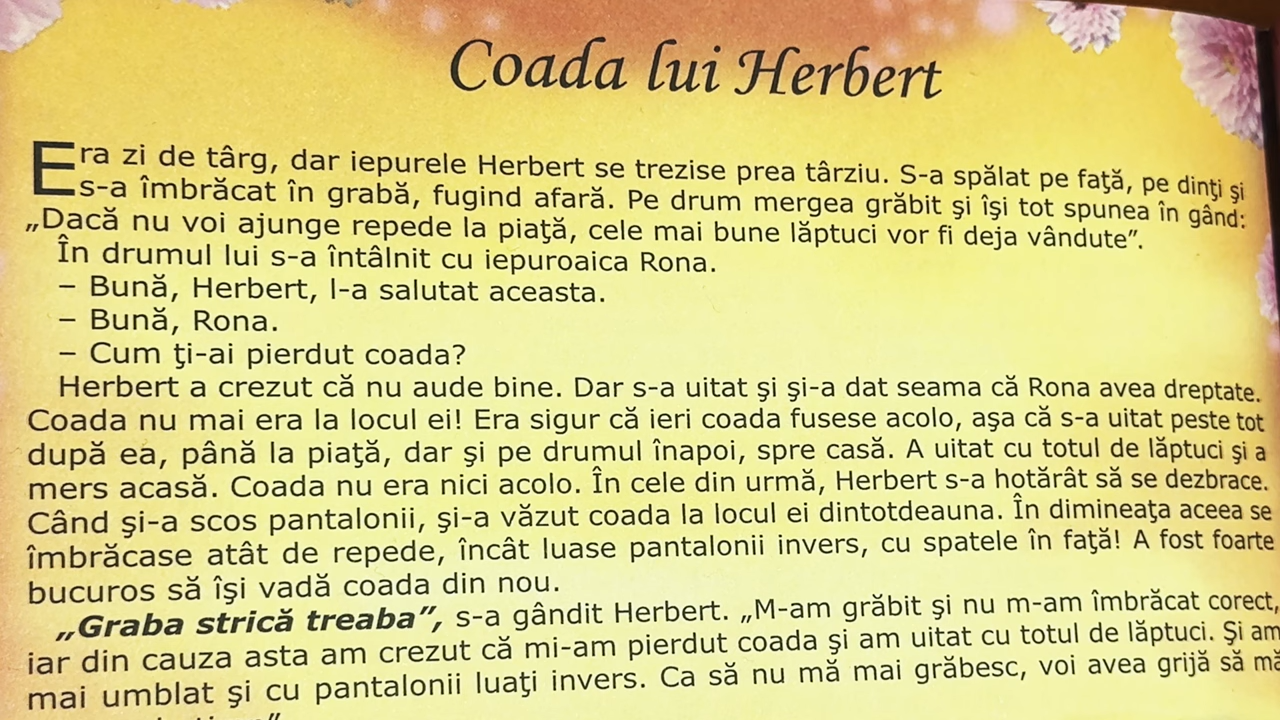 Coada lui Herbert
Era zi de târg, dar iepurele Herbert se trezise prea târziu. S-a spălat pe faţă, pe dinţi şi
s-a îmbrăcat în grabă, fugind afară. Pe drum mergea grăbit şi îşi tot spunea în gând:
„Dacă nu voi ajunge repede la piaţă, cele mai bune lăptuci vor fi deja vândute”.
În drumul lui s-a întâlnit cu iepuroaica Rona.
– Bună, Herbert, l-a salutat aceasta.
– Bună, Rona.
– Cum ţi-ai pierdut coada?
Herbert a crezut că nu aude bine. Dar s-a uitat şi şi-a dat seama că Rona avea dreptate.
Coada nu mai era la locul ei! Era sigur că ieri coada fusese acolo, aşa că s-a uitat peste tot
după ea, până la piaţă, dar şi pe drumul înapoi, spre casă. A uitat cu totul de lăptuci şi a
mers acasă. Coada nu era nici acolo. În cele din urmă, Herbert s-a hotărât să se dezbrace.
Când şi-a scos pantalonii, şi-a văzut coada la locul ei dintotdeauna. În dimineaţa aceea se
îmbrăcase atât de repede, încât luase pantalonii invers, cu spatele în faţă! A fost foarte
bucuros să îşi vadă coada din nou.
„Graba strică treaba”, s-a gândit Herbert. „M-am grăbit şi nu m-am îmbrăcat corect,
iar din cauza asta am crezut că mi-am pierdut coada şi am uitat cu totul de lăptuci. Şi am
mai umblat şi cu pantalonii luaţi invers. Ca să nu mă mai grăbesc, voi avea grijă să mă